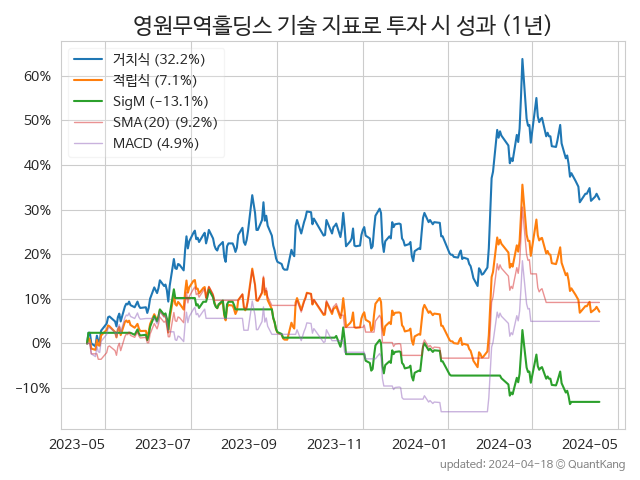 영원무역홀딩스 기술 지표로 투자 시 성과 (1년)
거치식 (32.2%)
적립식 (7.1%)
SigM (−13.1%)
SMA(20) (9.2%)
MACD (4.9%)
60%
50%
40%
30%
20%
10%
0%
−10%
2023-05 2023-07 2023-09 2023-11 2024-01 2024-03 2024-05
updated: 2024-04-18 © QuantKang